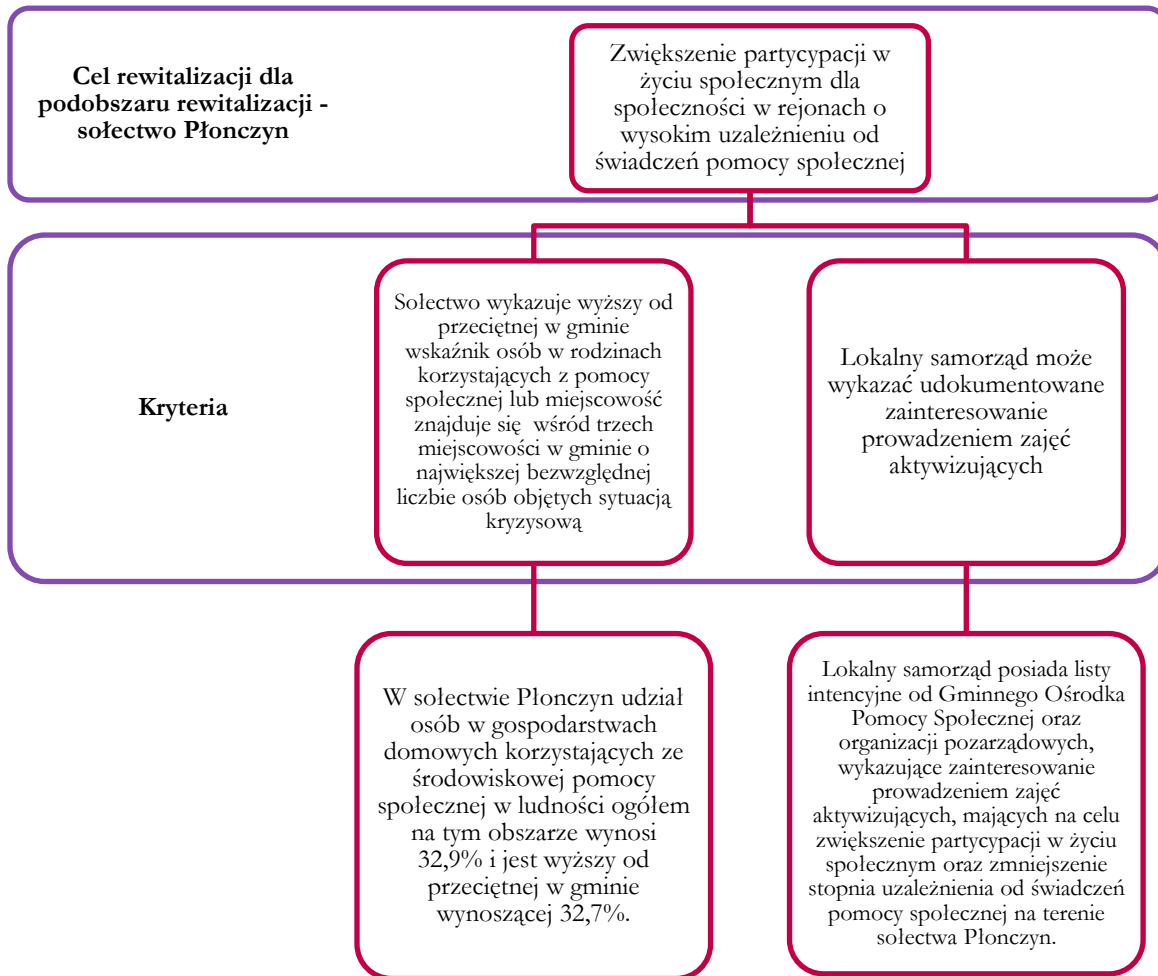 Cel rewitalizacji dla
podobszaru rewitalizacji -
sołectwo Płonczyn
Zwiększenie partycypacji w
życiu społecznym dla
społeczności w rejonach o
wysokim uzależnieniu od
świadczeń pomocy społecznej
Kryteria
Sołectwo wykazuje wyższy od
przeciętnej w gminie
wskaźnik osób w rodzinach
korzystających z pomocy
społecznej lub miejscowość
znajduje się wśród trzech
miejscowości w gminie o
największej bezwzględnej
liczbie osób objętych sytuacją
kryzysową
Lokalny samorząd może
wykazać udokumentowane
zainteresowanie
prowadzeniem zajęć
aktywizujących
W sołectwie Płonczyn udział
osób w gospodarstwach
domowych korzystających ze
środowiskowej pomocy
społecznej w ludności ogółem
na tym obszarze wynosi
32,9% i jest wyższy od
przeciętnej w gminie
wynoszącej 32,7%.
Lokalny samorząd posiada listy
intencyjne od Gminnego Ośrodka
Pomocy Społecznej oraz
organizacji pozarządowych,
wykazujące zainteresowanie
prowadzeniem zajęć
aktywizujących, mających na celu
zwiększenie partycypacji w życiu
społecznym oraz zmniejszenie
stopnia uzależnienia od świadczeń
pomocy społecznej na terenie
sołectwa Płonczyn.